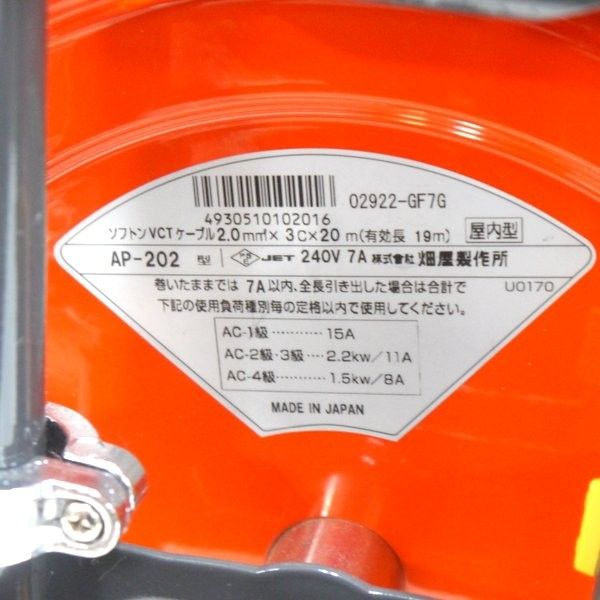 02922-GF7G
4930510102016
ソフトンVCTケーブル2.0mm²×3C×20m(有効長 19m) 屋内型
AP-202 型 JET 240V 7A 株式会社 畑屋製作所
巻いたままでは 7A以内、全長引き出した場合は合計で U0170
下記の使用負荷種別毎の定格以内で使用してください。
AC-1級………… 15A
AC-2級・3級…… 2.2kw/11A
AC-4級………… 1.5kw/8A
MADE IN JAPAN